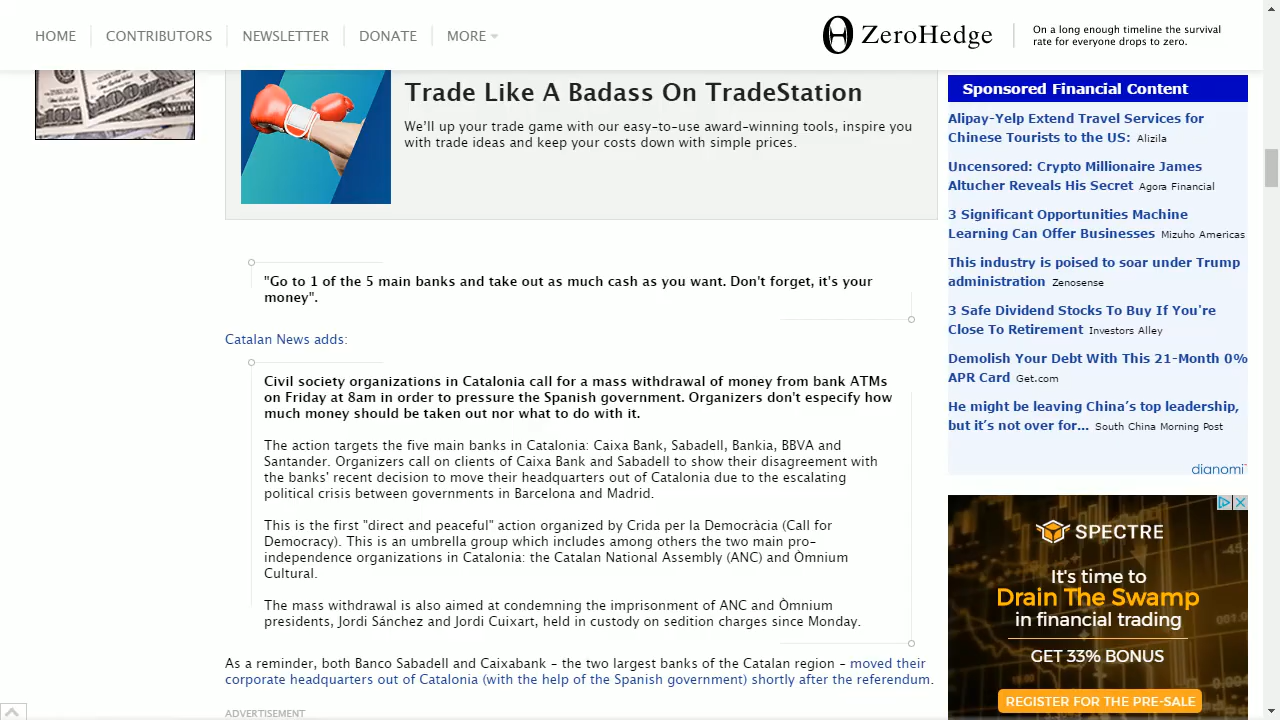 HOME
CONTRIBUTORS
NEWSLETTER
DONATE
MORE
ZeroHedge
On a long enough timeline the survival
rate for everyone drops to zero.
Trade Like A Badass On TradeStation
We'll up your trade game with our easy-to-use award-winning tools, inspire you
with trade ideas and keep your costs down with simple prices.
"Go to 1 of the 5 main banks and take out as much cash as you want. Don't forget, it's your
money".
Catalan News adds:
Civil society organizations in Catalonia call for a mass withdrawal of money from bank ATMs
on Friday at 8am in order to pressure the Spanish government. Organizers don't especify how
much money should be taken out nor what to do with it.
The action targets the five main banks in Catalonia: Caixa Bank, Sabadell, Bankia, BBVA and
Santander. Organizers call on clients of Caixa Bank and Sabadell to show their disagreement with
the banks' recent decision to move their headquarters out of Catalonia due to the escalating
political crisis between governments in Barcelona and Madrid.
This is the first "direct and peaceful" action organized by Crida per la Democràcia (Call for
Democracy). This is an umbrella group which includes among others the two main pro-
independence organizations in Catalonia: the Catalan National Assembly (ANC) and Òmnium
Cultural.
The mass withdrawal is also aimed at condemning the imprisonment of ANC and Òmnium
presidents, Jordi Sánchez and Jordi Cuixart, held in custody on sedition charges since Monday.
As a reminder, both Banco Sabadell and Caixabank – the two largest banks of the Catalan region – moved their
corporate headquarters out of Catalonia (with the help of the Spanish government) shortly after the referendum.
ADVERTISEMENT
Sponsored Financial Content
Alipay-Yelp Extend Travel Services for
Chinese Tourists to the US: Alizila
Uncensored: Crypto Millionaire James
Altucher Reveals His Secret Agora Financial
3 Significant Opportunities Machine
Learning Can Offer Businesses Mizuho Americas
This industry is poised to soar under Trump
administration Zenosense
3 Safe Dividend Stocks To Buy If You're
Close To Retirement Investors Alley
Demolish Your Debt With This 21-Month 0%
APR Card Get.com
He might be leaving China's top leadership,
but it's not over for... South China Morning Post
dianomi
SPECTRE
It's time to
Drain The Swamp
in financial trading
GET 33% BONUS
REGISTER FOR THE PRE-SALE